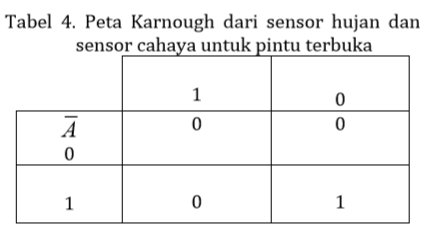 Tabel 4. Peta Karnough dari sensor hujan dan
sensor cahaya untuk pintu terbuka
1 0
A̅ 0 0
0
1 0 1